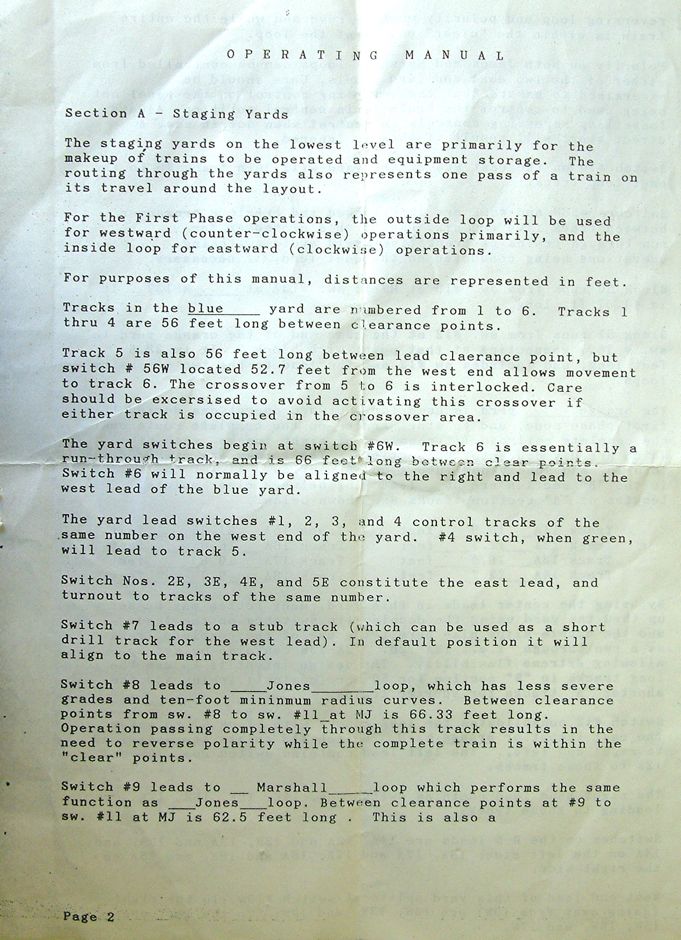 O P E R A T I N G   M A N U A L
Section A - Staging Yards
The staging yards on the lowest level are primarily for the
makeup of trains to be operated and equipment storage. The
routing through the yards also represents one pass of a train on
its travel around the layout.
For the First Phase operations, the outside loop will be used
for westward (counter-clockwise) operations primarily, and the
inside loop for eastward (clockwise) operations.
For purposes of this manual, distances are represented in feet.
Tracks in the blue____ yard are numbered from 1 to 6. Tracks 1
thru 4 are 56 feet long between clearance points.
Track 5 is also 56 feet long between lead claerance point, but
switch # 56W located 52.7 feet from the west end allows movement
to track 6. The crossover from 5 to 6 is interlocked. Care
should be excersised to avoid activating this crossover if
either track is occupied in the crossover area.
The yard switches begin at switch #6W. Track 6 is essentially a
run-through track, and is 66 feet long between clear points.
Switch #6 will normally be aligned to the right and lead to the
west lead of the blue yard.
The yard lead switches #1, 2, 3, and 4 control tracks of the
same number on the west end of the yard. #4 switch, when green,
will lead to track 5.
Switch Nos. 2E, 3E, 4E, and 5E constitute the east lead, and
turnout to tracks of the same number.
Switch #7 leads to a stub track (which can be used as a short
drill track for the west lead). In default position it will
align to the main track.
Switch #8 leads to ____Jones_______loop, which has less severe
grades and ten-foot mininmum radius curves. Between clearance
points from sw. #8 to sw. #11_at MJ is 66.33 feet long.
Operation passing completely through this track results in the
need to reverse polarity while the complete train is within the
"clear" points.
Switch #9 leads to __ Marshall_____loop which performs the same
function as ___Jones___loop. Between clearance points at #9 to
sw. #11 at MJ is 62.5 feet long . This is also a
Page 2